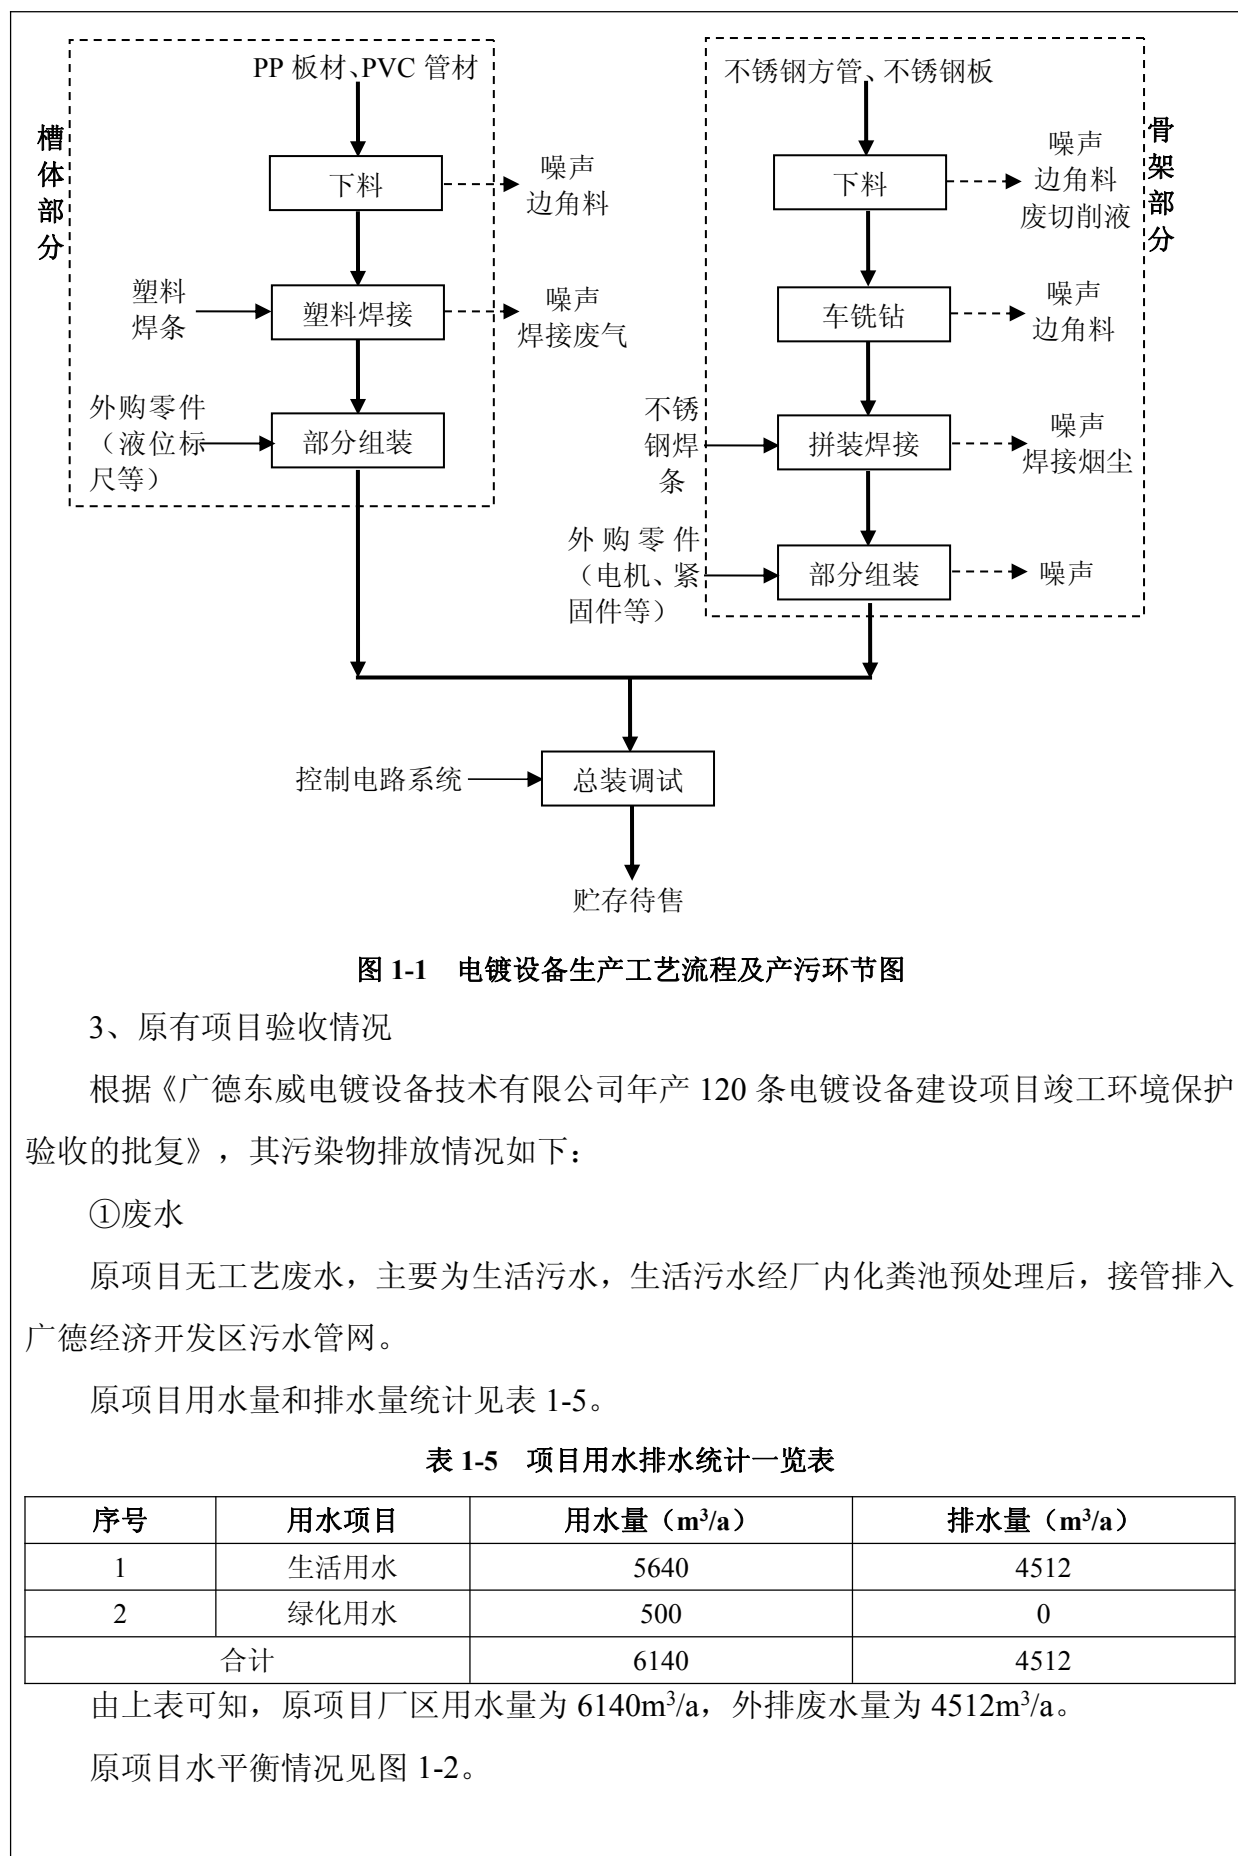 PP 板材、PVC 管材
槽体部分
下料
噪声
边角料
塑料
焊条
塑料焊接
噪声
焊接废气
外购零件
（液位标
尺等）
部分组装
不锈钢方管、不锈钢板
骨架部分
下料
噪声
边角料
废切削液
车铣钻
噪声
边角料
不锈
钢焊
条
拼装焊接
噪声
焊接烟尘
外购零件
（电机、紧
固件等）
部分组装
噪声
控制电路系统
总装调试
贮存待售
图 1-1 电镀设备生产工艺流程及产污环节图
3、原有项目验收情况
根据《广德东威电镀设备技术有限公司年产 120 条电镀设备建设项目竣工环境保护
验收的批复》，其污染物排放情况如下：
①废水
原项目无工艺废水，主要为生活污水，生活污水经厂内化粪池预处理后，接管排入
广德经济开发区污水管网。
原项目用水量和排水量统计见表 1-5。
表 1-5 项目用水排水统计一览表
序号 用水项目 用水量（m³/a） 排水量（m³/a）
1 生活用水 5640 4512
2 绿化用水 500 0
合计 6140 4512
由上表可知，原项目厂区用水量为 6140m³/a，外排废水量为 4512m³/a。
原项目水平衡情况见图 1-2。